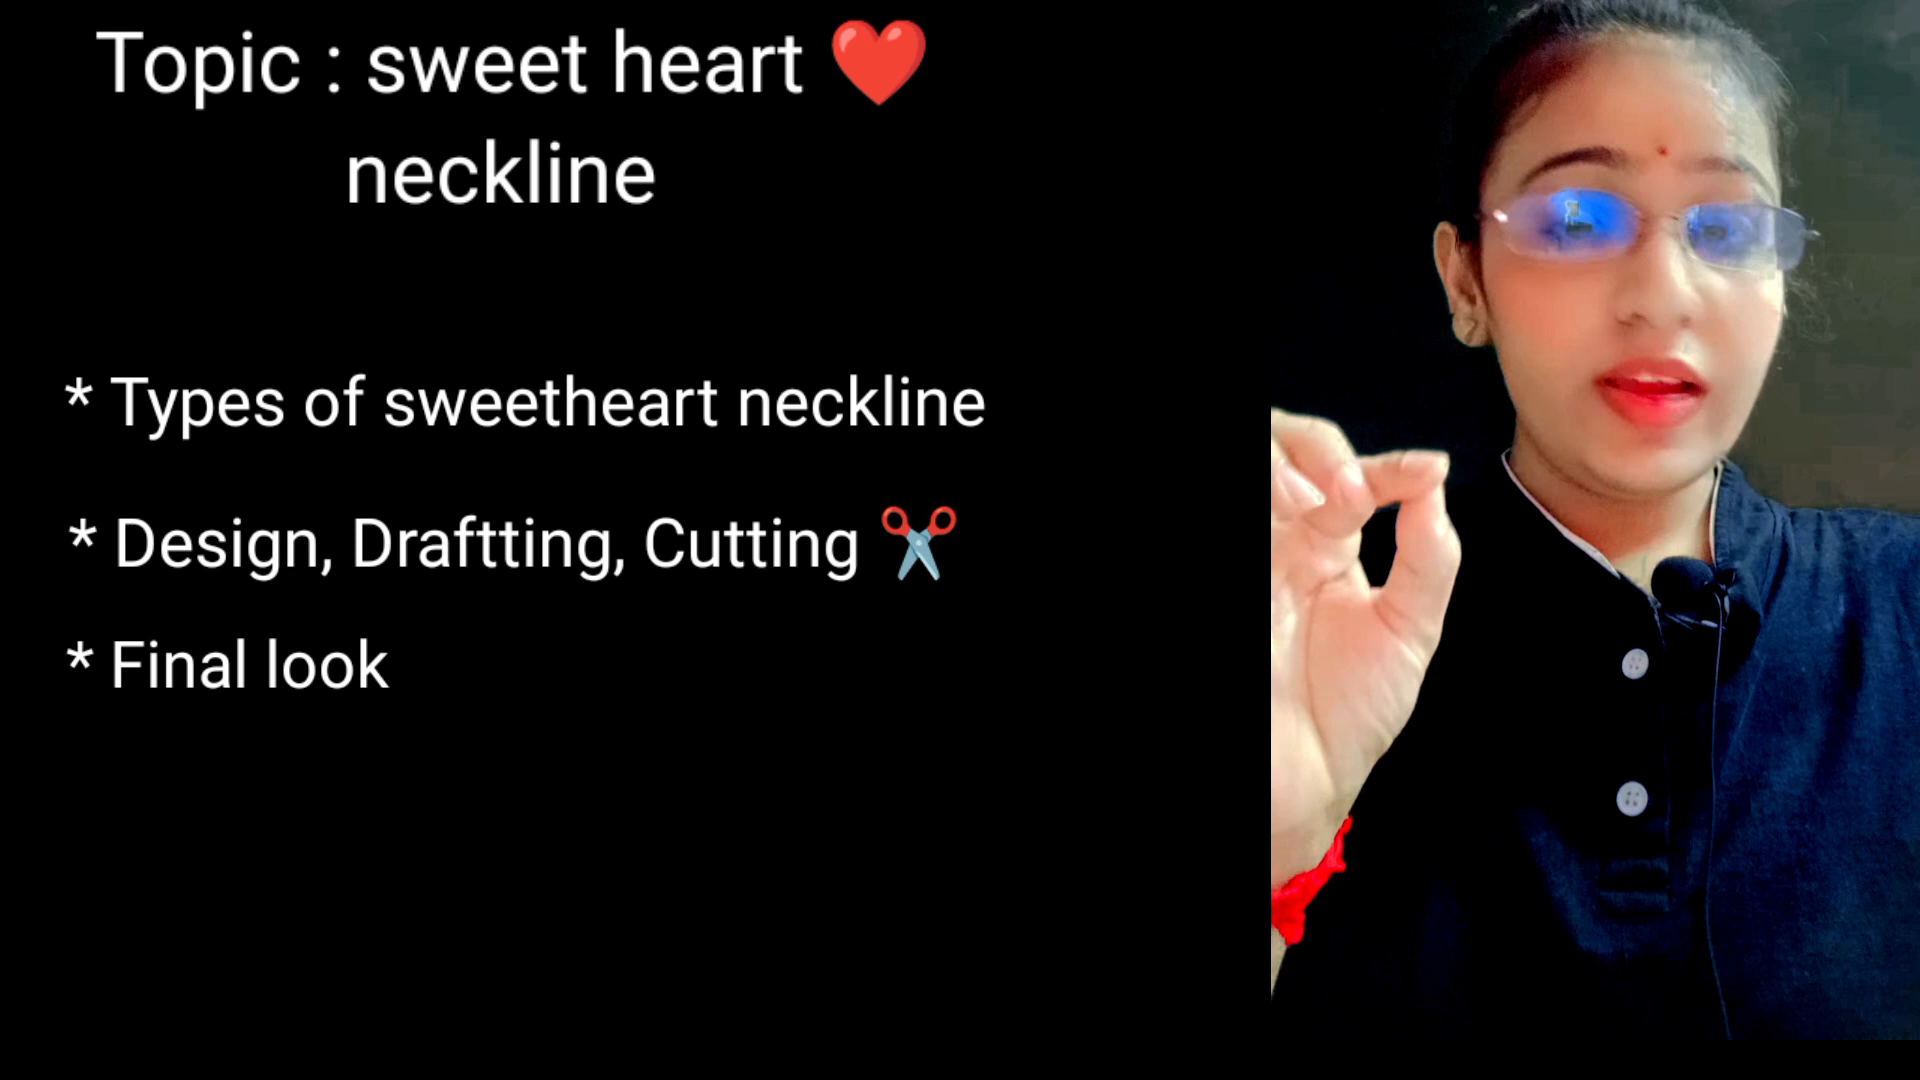 Topic : sweet heart ❤️
neckline
* Types of sweetheart neckline
* Design, Draftting, Cutting ✂️
* Final look